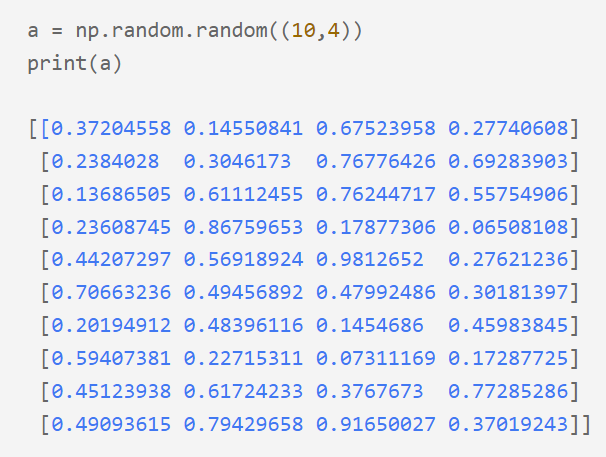 a = np.random.random((10,4))
print(a)
[[0.37204558 0.14550841 0.67523958 0.27740608]
[0.2384028  0.3046173  0.76776426 0.69283903]
[0.13686505 0.61112455 0.76244717 0.55754906]
[0.23608745 0.86759653 0.17877306 0.06508108]
[0.44207297 0.56918924 0.9812652  0.27621236]
[0.70663236 0.49456892 0.47992486 0.30181397]
[0.20194912 0.48396116 0.1454686  0.45983845]
[0.59407381 0.22715311 0.07311169 0.17287725]
[0.45123938 0.61724233 0.3767673  0.77285286]
[0.49093615 0.79429658 0.91650027 0.37019243]]